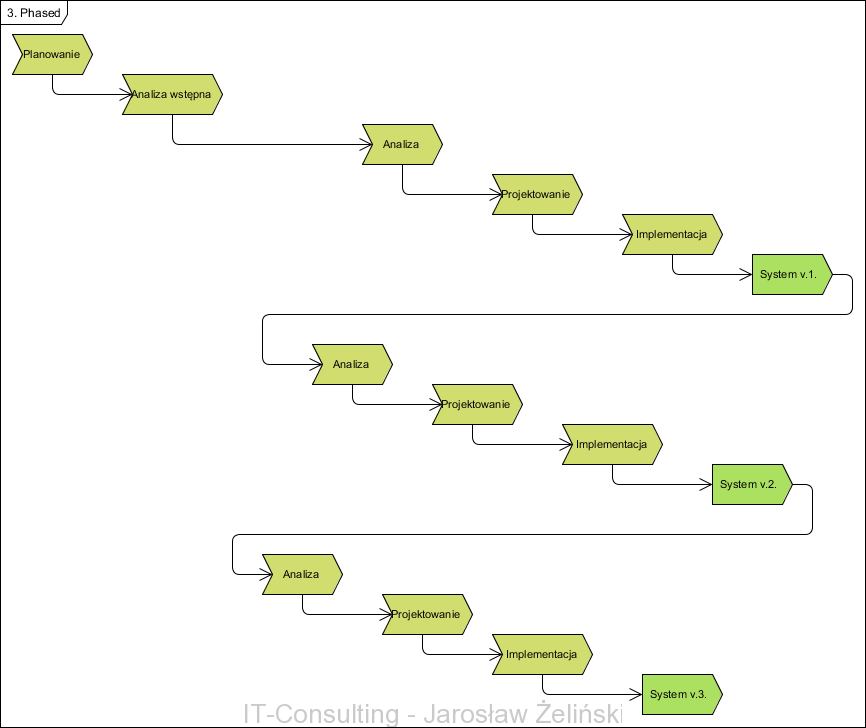 3. Phased
Planowanie
Analiza wstępna
Analiza
Projektowanie
Implementacja
System v.1.
Analiza
Projektowanie
Implementacja
System v.2.
Analiza
Projektowanie
Implementacja
System v.3.
IT-Consulting - Jarosław Żeliński